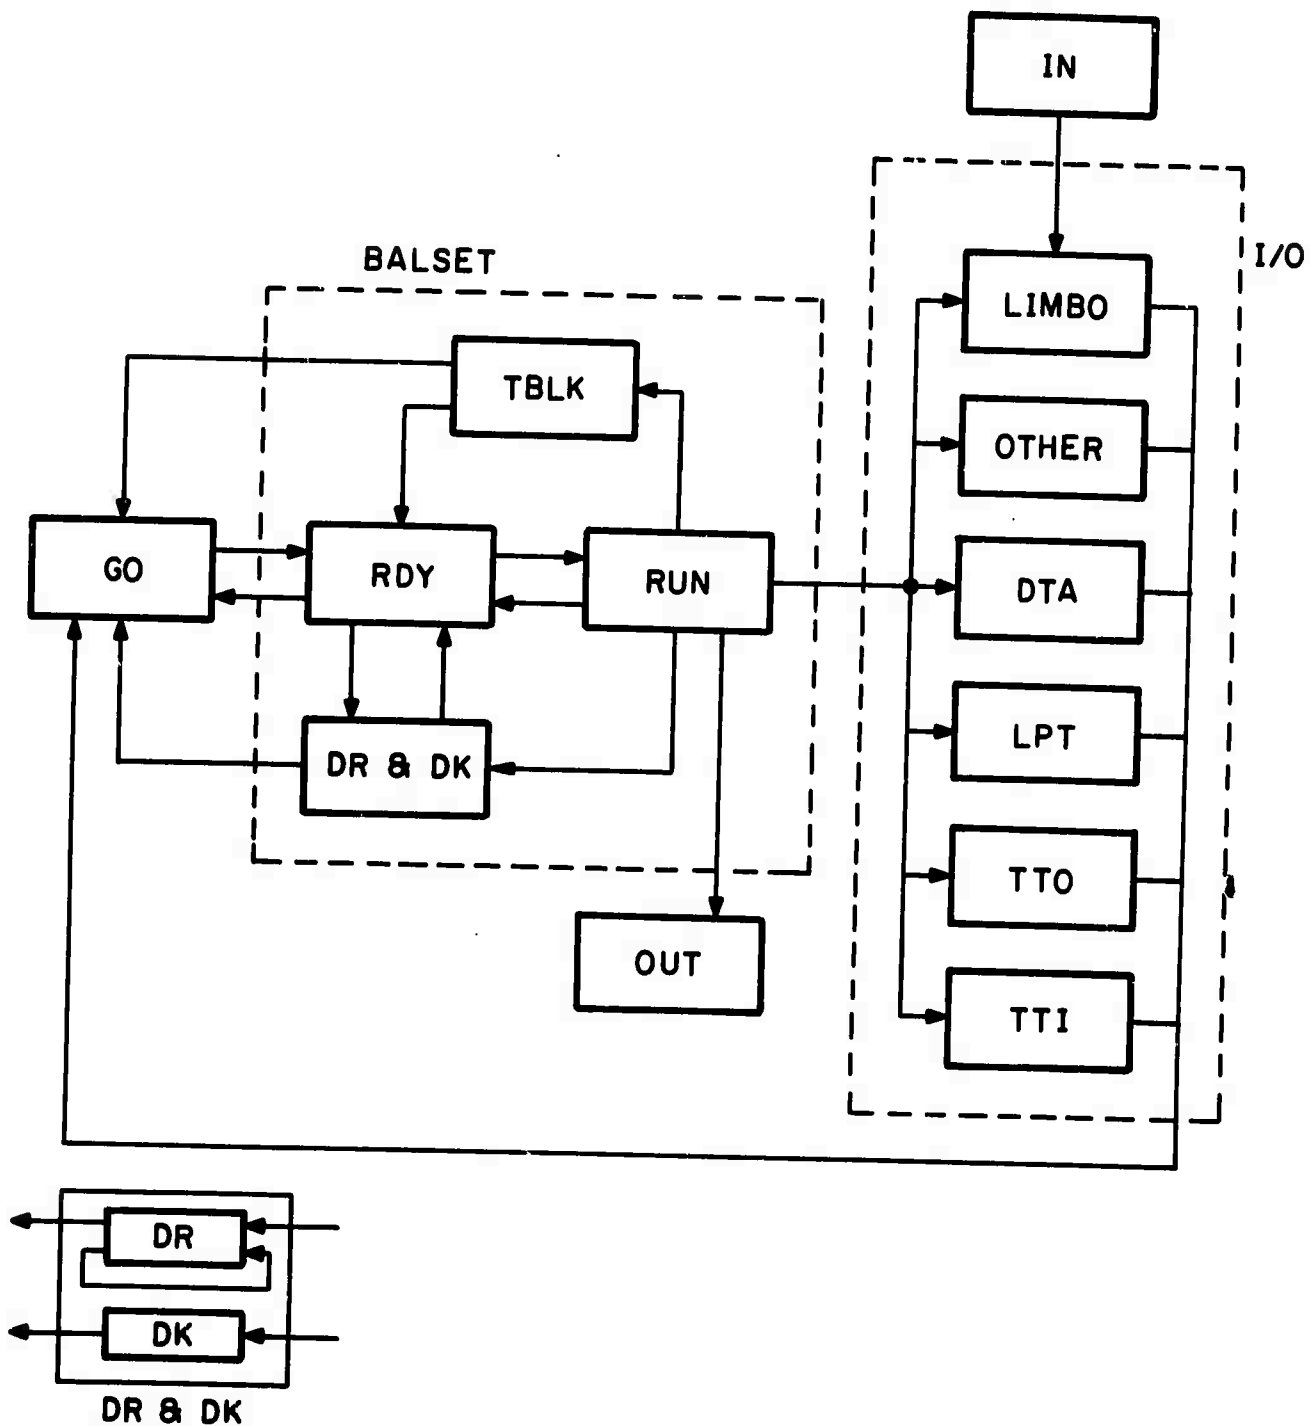 IN
I/O
BALSET
LIMBO
TBLK
OTHER
GO
RDY
RUN
DTA
LPT
DR & DK
TTO
OUT
TTI
DR
DK
DR & DK